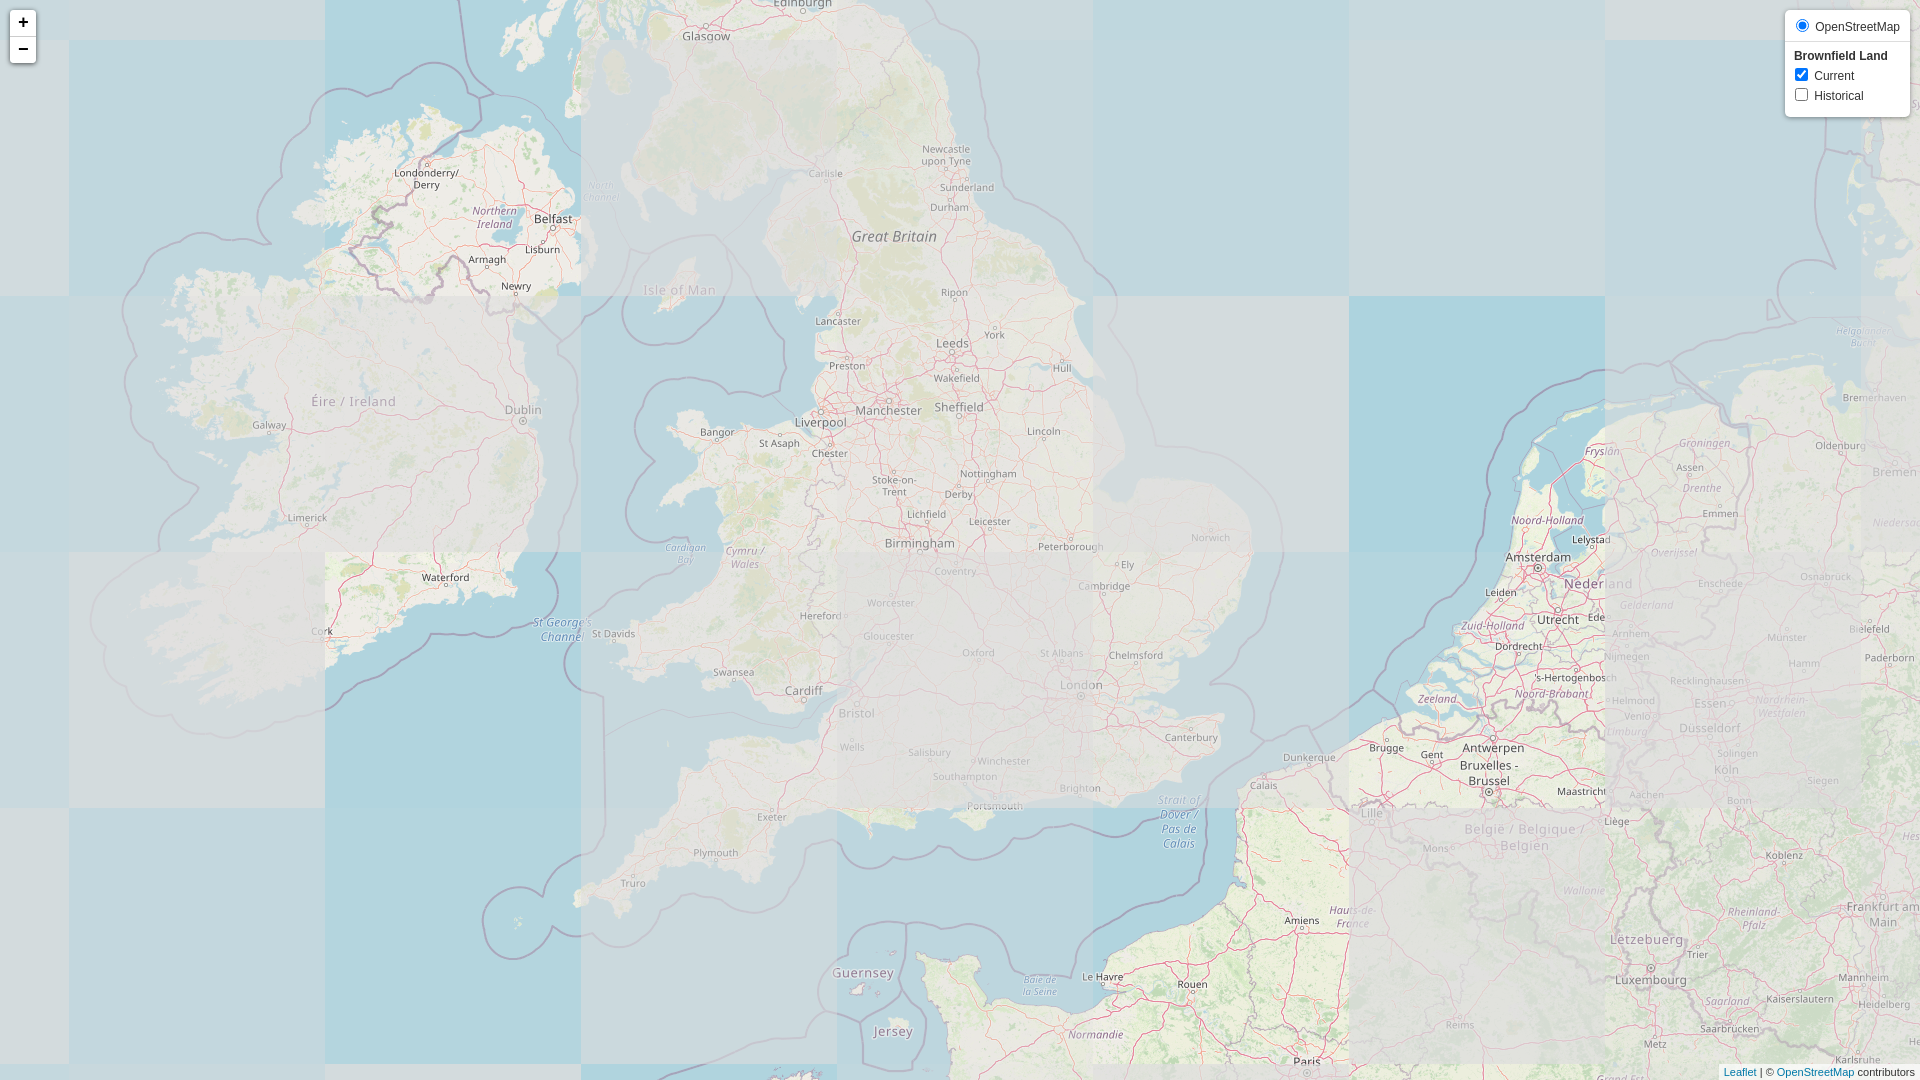 +
−
OpenStreetMap
Brownfield Land
Current
Historical
Edinburgh
Glasgow
Londonderry/
Derry
Northern
Ireland
Belfast
Lisburn
Armagh
Newry
North
Channel
Carlisle
Newcastle
upon Tyne
Sunderland
Durham
Great Britain
Isle of Man
Ripon
Lancaster
York
Leeds
Preston
Wakefield
Hull
Helgoländer
Bucht
Éire / Ireland
Galway
Dublin
Limerick
Liverpool
Manchester
Sheffield
Bangor
St Asaph
Chester
Lincoln
Stoke-on-
Trent
Nottingham
Derby
Lichfield
Leicester
Birmingham
Peterborough
Norwich
Bremerhaven
Groningen
Oldenburg
Fryslân
Assen
Bremen
Drenthe
Emmen
Noord-Holland
Niedersa
Lelystad
Overijssel
Amsterdam
Cardigan
Bay
Cymru /
Wales
Coventry
Ely
Cambridge
Waterford
Cork
St George's
Channel
St Davids
Worcester
Hereford
Gloucester
Oxford
St Albans
Chelmsford
Swansea
Cardiff
London
Bristol
Wells
Salisbury
Winchester
Southampton
Portsmouth
Brighton
Canterbury
Nederland
Enschede
Osnabrück
Leiden
Gelderland
Utrecht
Ede
Zuid-Holland
Arnhem
Münster
Bielefeld
Dordrecht
Nijmegen
Hamm
Paderborn
's-Hertogenbosch
Recklinghausen
Zeeland
Noord-Brabant
Helmond
Essen
Nordrhein-
Westfalen
Venlo
Limburg
Düsseldorf
Brugge
Gent
Antwerpen
Bruxelles -
Brussel
Solingen
Köln
Siegen
Maastricht
Aachen
Bonn
Dunkerque
Calais
Strait of
Dover /
Pas de
Calais
Lille
België / Belgique /
Belgien
Liège
Mons
Koblenz
Hess
Wallonie
Exeter
Plymouth
Truro
Amiens
Hauts-de-
France
Rheinland-
Pfalz
Frankfurt am
Main
Lëtzebuerg
Trier
Luxembourg
Mannheim
Kaiserslautern
Saarland
Heidelberg
Saarbrücken
Guernsey
Jersey
Baie de
la Seine
Le Havre
Rouen
Normandie
Reims
Metz
Karlsruhe
Paris
Grand Est
Leaflet | © OpenStreetMap contributors